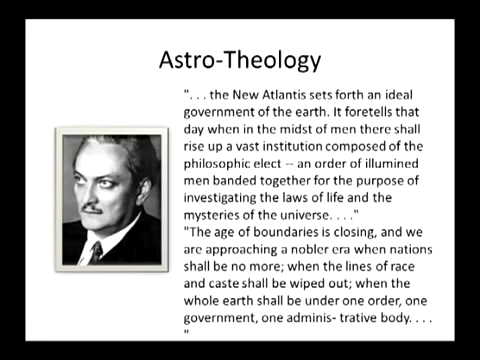 Astro-Theology
". . . the New Atlantis sets forth an ideal
government of the earth. It foretells that
day when in the midst of men there shall
rise up a vast institution composed of the
philosophic elect -- an order of illumined
men banded together for the purpose of
investigating the laws of life and the
mysteries of the universe. . . ."
"The age of boundaries is closing, and we
are approaching a nobler era when nations
shall be no more; when the lines of race
and caste shall be wiped out; when the
whole earth shall be under one order, one
government, one adminis- trative body. . . .
"